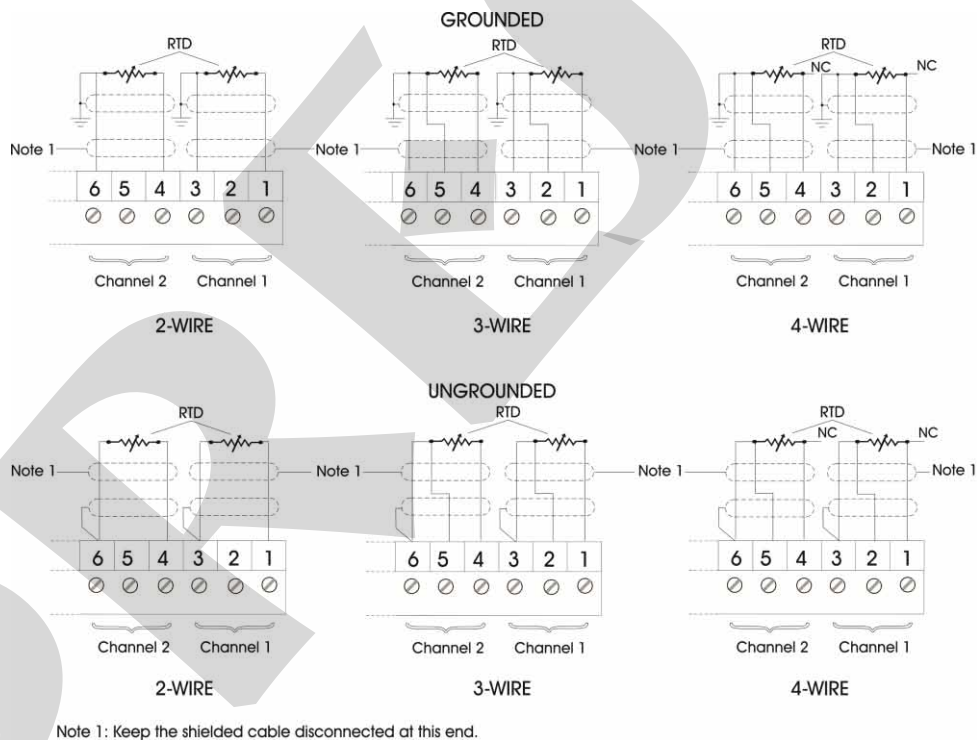 GROUNDED
RTD RTD RTD
NC NC
Note 1 Note 1 Note 1 Note 1
6 5 4 3 2 1 6 5 4 3 2 1 6 5 4 3 2 1
Channel 2 Channel 1 Channel 2 Channel 1 Channel 2 Channel 1
2-WIRE 3-WIRE 4-WIRE
UNGROUNDED
RTD RTD RTD
NC NC
Note 1 Note 1 Note 1 Note 1
6 5 4 3 2 1 6 5 4 3 2 1 6 5 4 3 2 1
Channel 2 Channel 1 Channel 2 Channel 1 Channel 2 Channel 1
2-WIRE 3-WIRE 4-WIRE
Note 1: Keep the shielded cable disconnected at this end.